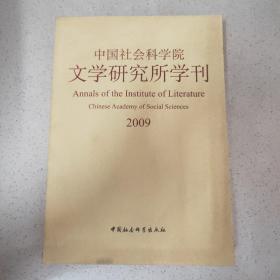 中国社会科学院
文学研究所学刊
Annals of the Institute of Literature
Chinese Academy of Social Sciences
2009
中国社会科学出版社